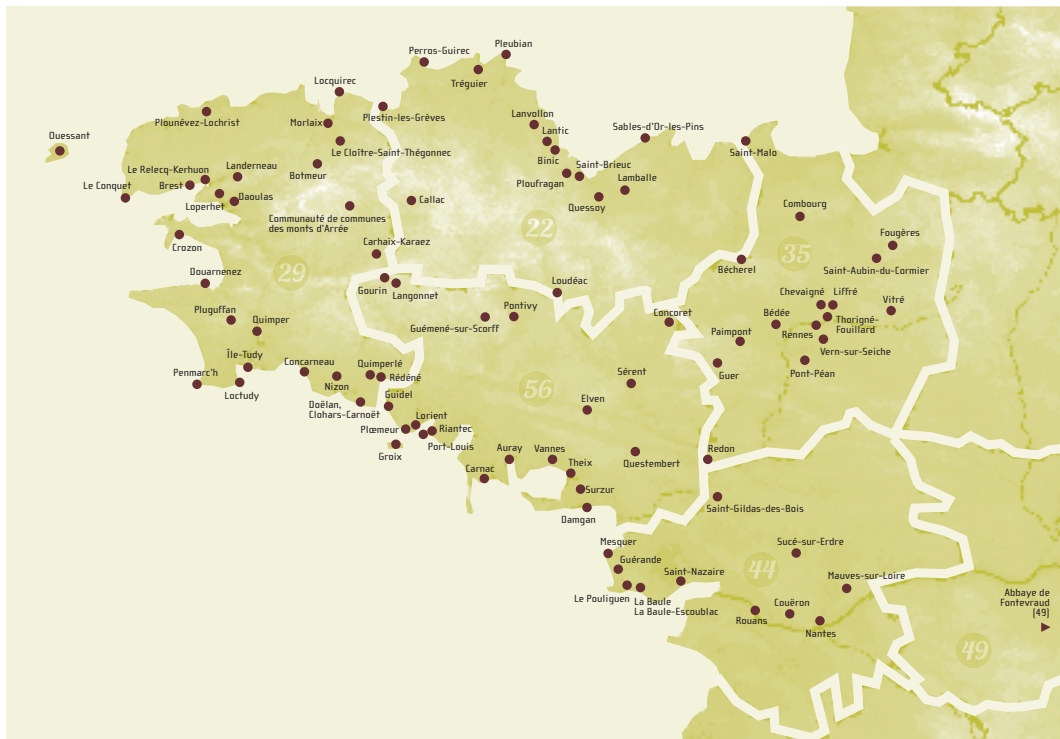 Pleubian
Perros-Guirec
Tréguier
Locquirec
Plounévez-Lochrist
Morlaix
Plestin-les-Grèves
Lanvollon
Lantic
Sables-d'Or-les-Pins
Ouessant
Le Cloître-Saint-Thégonnec
Binic
Saint-Malo
Le Relecq-Kerhuon
Landerneau
Botmeur
Saint-Brieuc
Ploufragan
Lamballe
Le Conquet
Brest
Daoulas
Loperhet
Quessoy
Callac
Combourg
Communauté de communes
des monts d'Arrée
22
Crozon
Carhaix-Karaez
35
Fougères
Saint-Aubin-du-Cormier
Bécherel
29
Douarnenez
Gourin
Langonnet
Loudéac
Chevaigné
Liffré
Vitré
Pluguffan
Quimper
Guémené-sur-Scorff
Pontivy
Concoret
Bédée
Thorigné-
Fouillard
Rennes
Paimpont
Vern-sur-Seiche
Île-Tudy
Concarneau
Quimperlé
Pont-Péan
Guer
Penmarc'h
Loctudy
Nizon
Rédéné
Sérent
56
Doëlan,
Clohars-Carnoët
Guidel
Elven
Lorient
Plœmeur
Riantec
Port-Louis
Groix
Auray
Vannes
Theix
Questembert
Redon
Carnac
Surzur
Damgan
Saint-Gildas-des-Bois
Mesquer
Guérande
Sucé-sur-Erdre
Saint-Nazaire
44
Mauves-sur-Loire
Le Pouliguen
La Baule
La Baule-Escoublac
Couëron
Rouans
Nantes
Abbaye de
Fontevraud
(49)
49